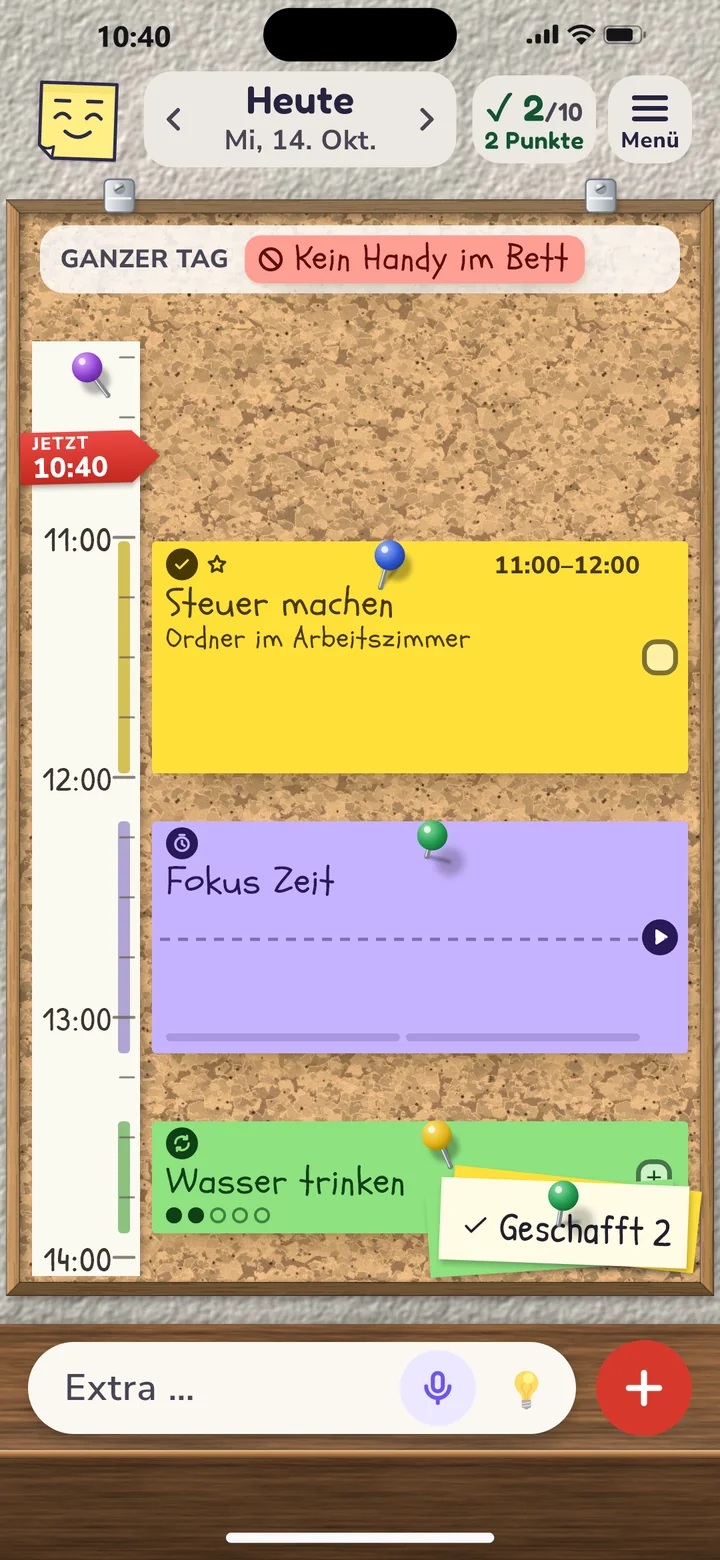 10:40
Heute
Mi, 14. Okt.
✓ 2/10
2 Punkte
Menü
GANZER TAG
Kein Handy im Bett
JETZT
10:40
11:00
11:00–12:00
Steuer machen
Ordner im Arbeitszimmer
12:00
Fokus Zeit
13:00
Wasser trinken
✓ Geschafft 2
14:00
Extra ...